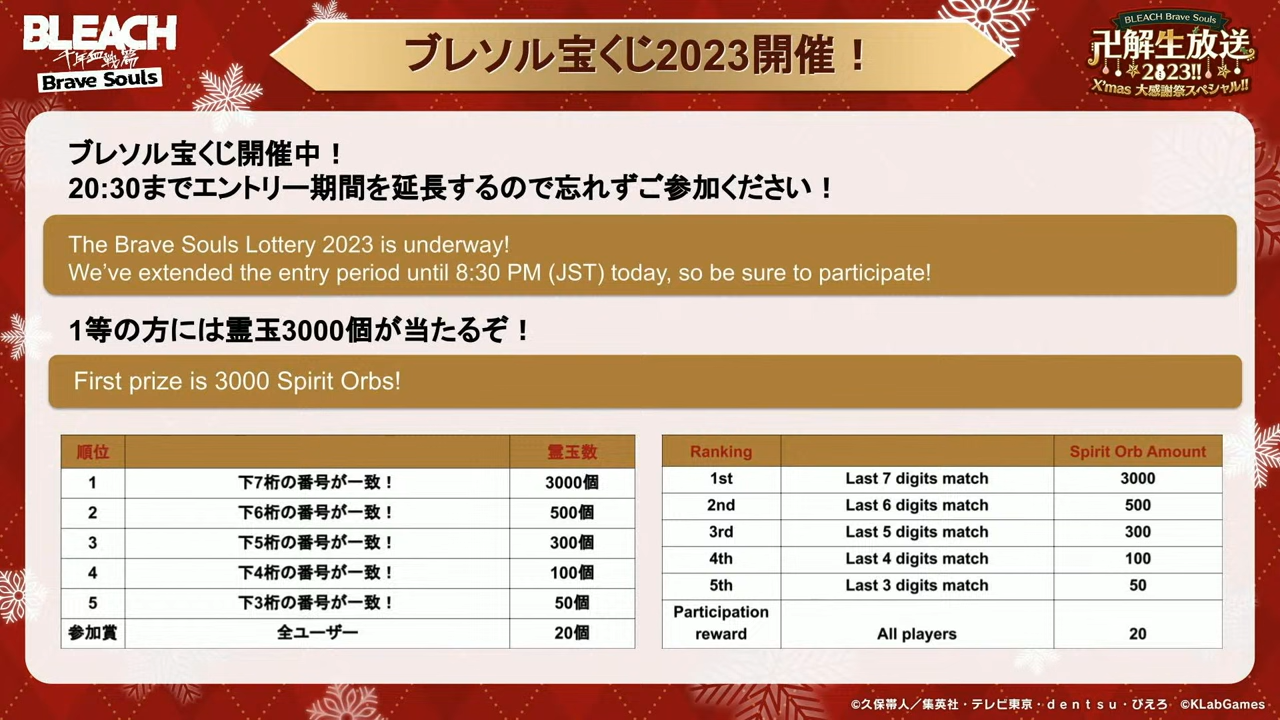 BLEACH
千年血戦篇
Brave Souls
ブレソル宝くじ2023開催！
BLEACH Brave Souls
卍解生放送
2023!!
X'mas 大感謝祭スペシャル!!
ブレソル宝くじ開催中！
20:30までエントリー期間を延長するので忘れずご参加ください！
The Brave Souls Lottery 2023 is underway!
We’ve extended the entry period until 8:30 PM (JST) today, so be sure to participate!
1等の方には霊玉3000個が当たるぞ！
First prize is 3000 Spirit Orbs!
順位 霊玉数
1 下7桁の番号が一致！ 3000個
2 下6桁の番号が一致！ 500個
3 下5桁の番号が一致！ 300個
4 下4桁の番号が一致！ 100個
5 下3桁の番号が一致！ 50個
参加賞 全ユーザー 20個
Ranking Spirit Orb Amount
1st Last 7 digits match 3000
2nd Last 6 digits match 500
3rd Last 5 digits match 300
4th Last 4 digits match 100
5th Last 3 digits match 50
Participation
reward All players 20
©久保帯人／集英社・テレビ東京・ｄｅｎｔｓｕ・ぴえろ ©KLabGames